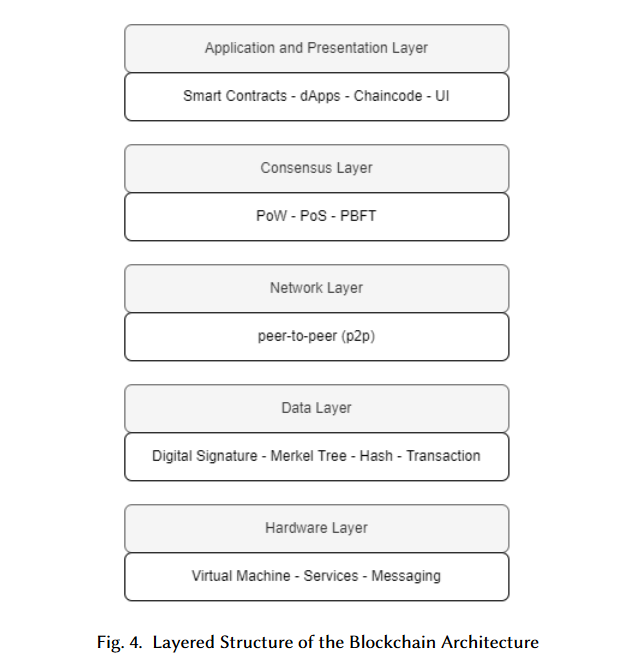 Application and Presentation Layer
Smart Contracts - dApps - Chaincode - UI
Consensus Layer
PoW - PoS - PBFT
Network Layer
peer-to-peer (p2p)
Data Layer
Digital Signature - Merkel Tree - Hash - Transaction
Hardware Layer
Virtual Machine - Services - Messaging
Fig. 4. Layered Structure of the Blockchain Architecture